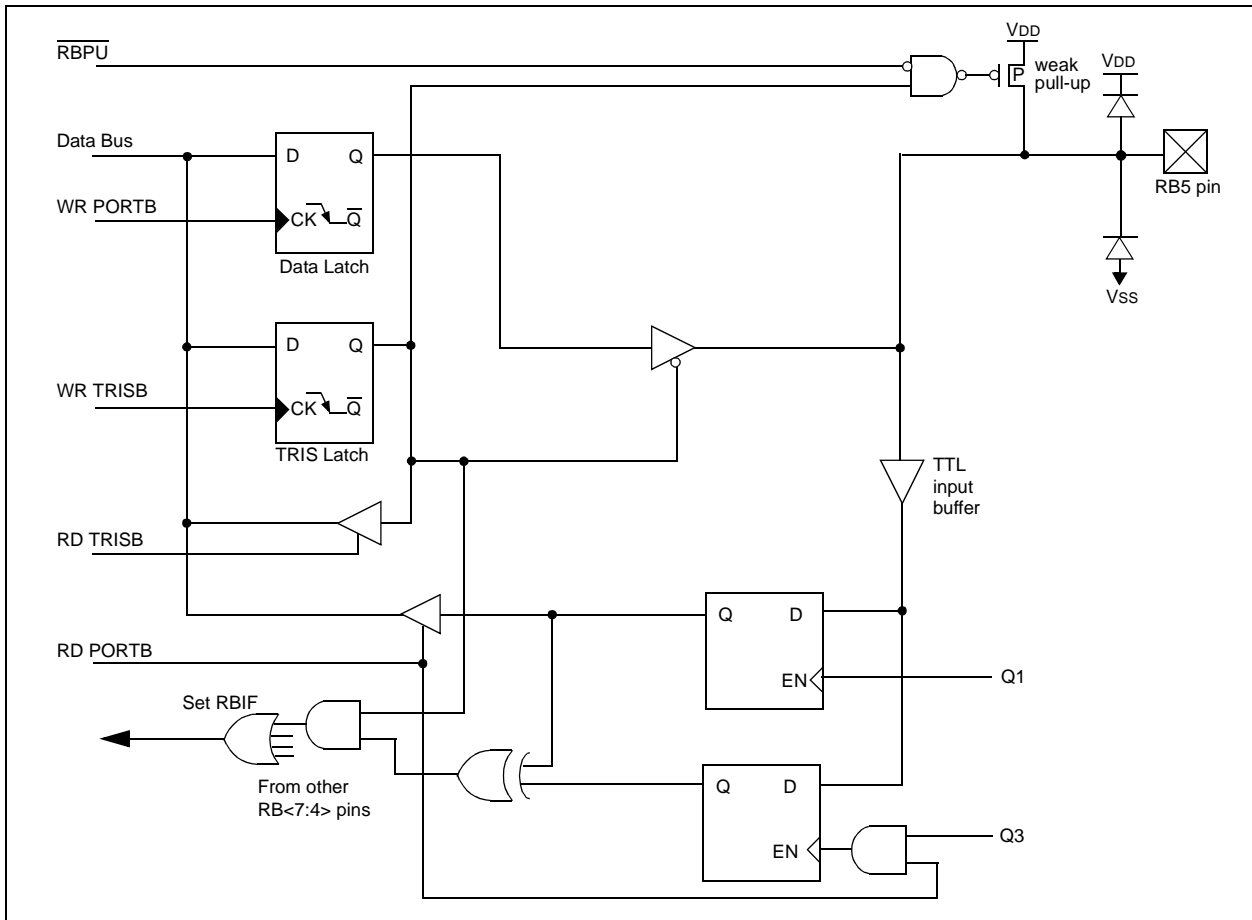 R̅B̅P̅U̅
VDD
P
weak
pull-up
VDD
Data Bus
D
Q
RB5 pin
WR PORTB
CK
Q̅
Data Latch
VSS
D
Q
WR TRISB
CK
Q̅
TRIS Latch
TTL
input
buffer
RD TRISB
Q
D
RD PORTB
EN
Q1
Set RBIF
From other
RB<7:4> pins
Q
D
EN
Q3